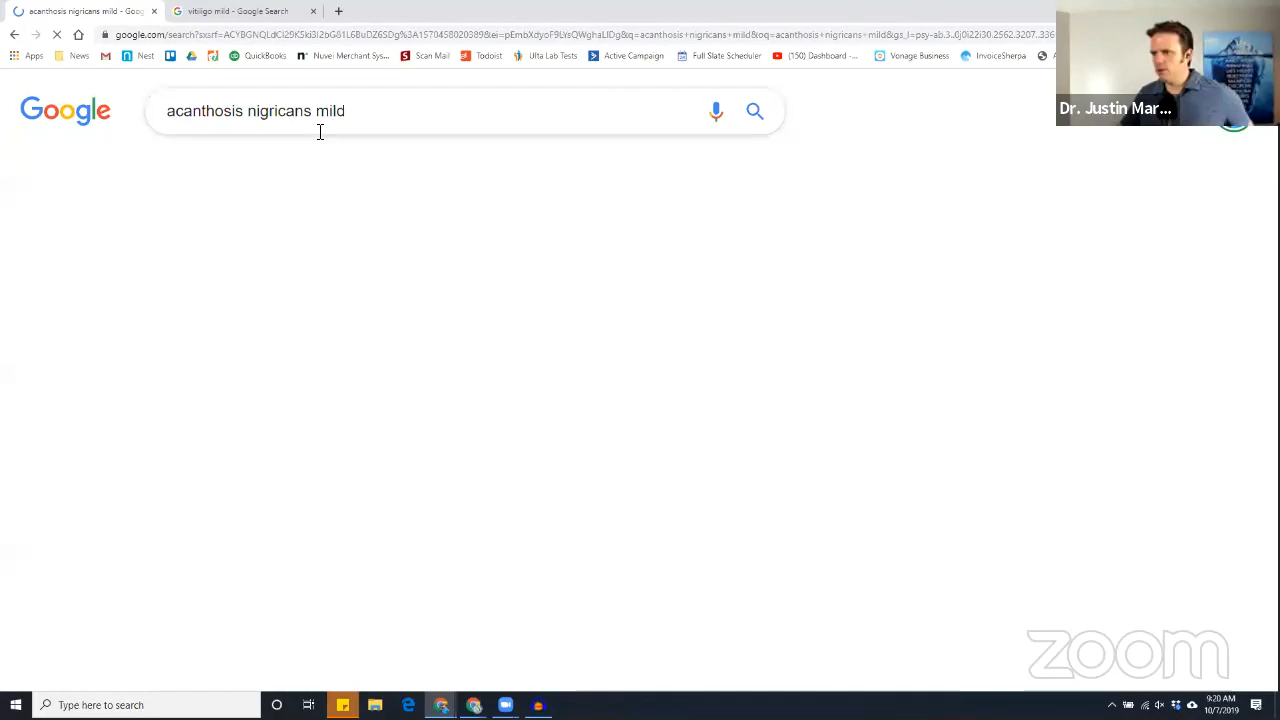 acanthosis nigricans mild - Goog
vitiligo mild - Google Search
Apps News Nest QuickBooks Nuvei Merchant Sys... Scan Mail Todoist Ulta Lab Tests Active Campaign Full Slate Scheduler (150) Dashboard -... Vonage Business InvoiceSherpa
Google
acanthosis nigricans mild
Dr. Justin Mar...
zoom
Type here to search
9:20 AM
10/7/2019